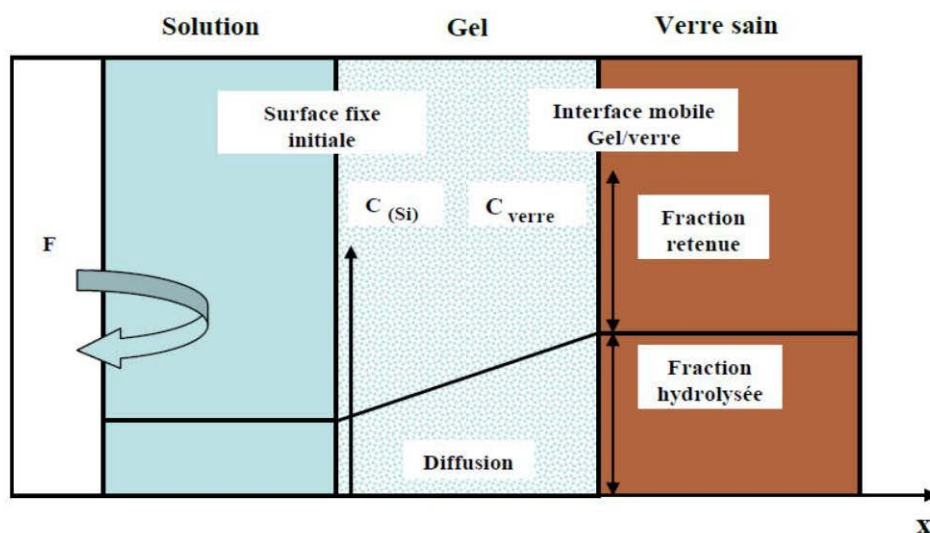 Solution
Gel
Verre sain
Surface fixe
initiale
Interface mobile
Gel/verre
C (Si)
C verre
Fraction
retenue
F
Fraction
hydrolysée
Diffusion
x